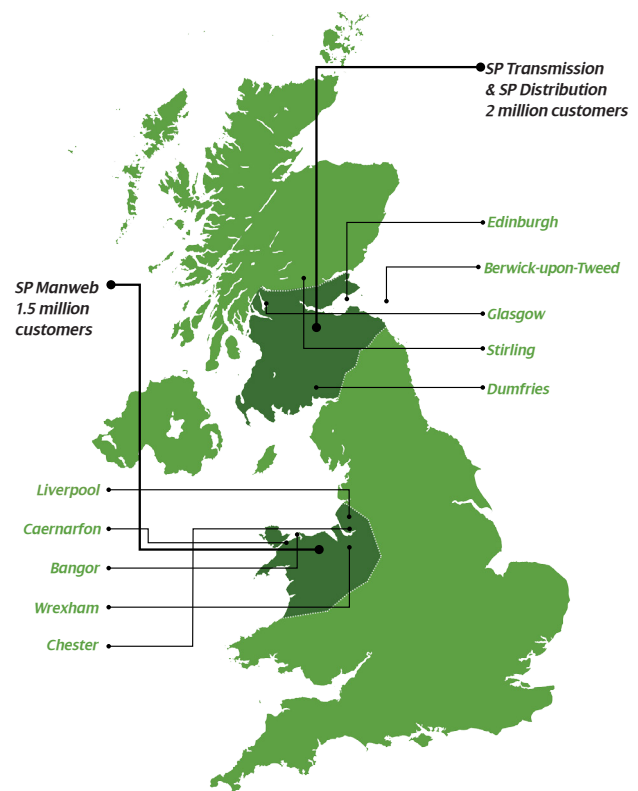 SP Transmission
& SP Distribution
2 million customers
Edinburgh
Berwick-upon-Tweed
SP Manweb
1.5 million
customers
Glasgow
Stirling
Dumfries
Liverpool
Caernarfon
Bangor
Wrexham
Chester